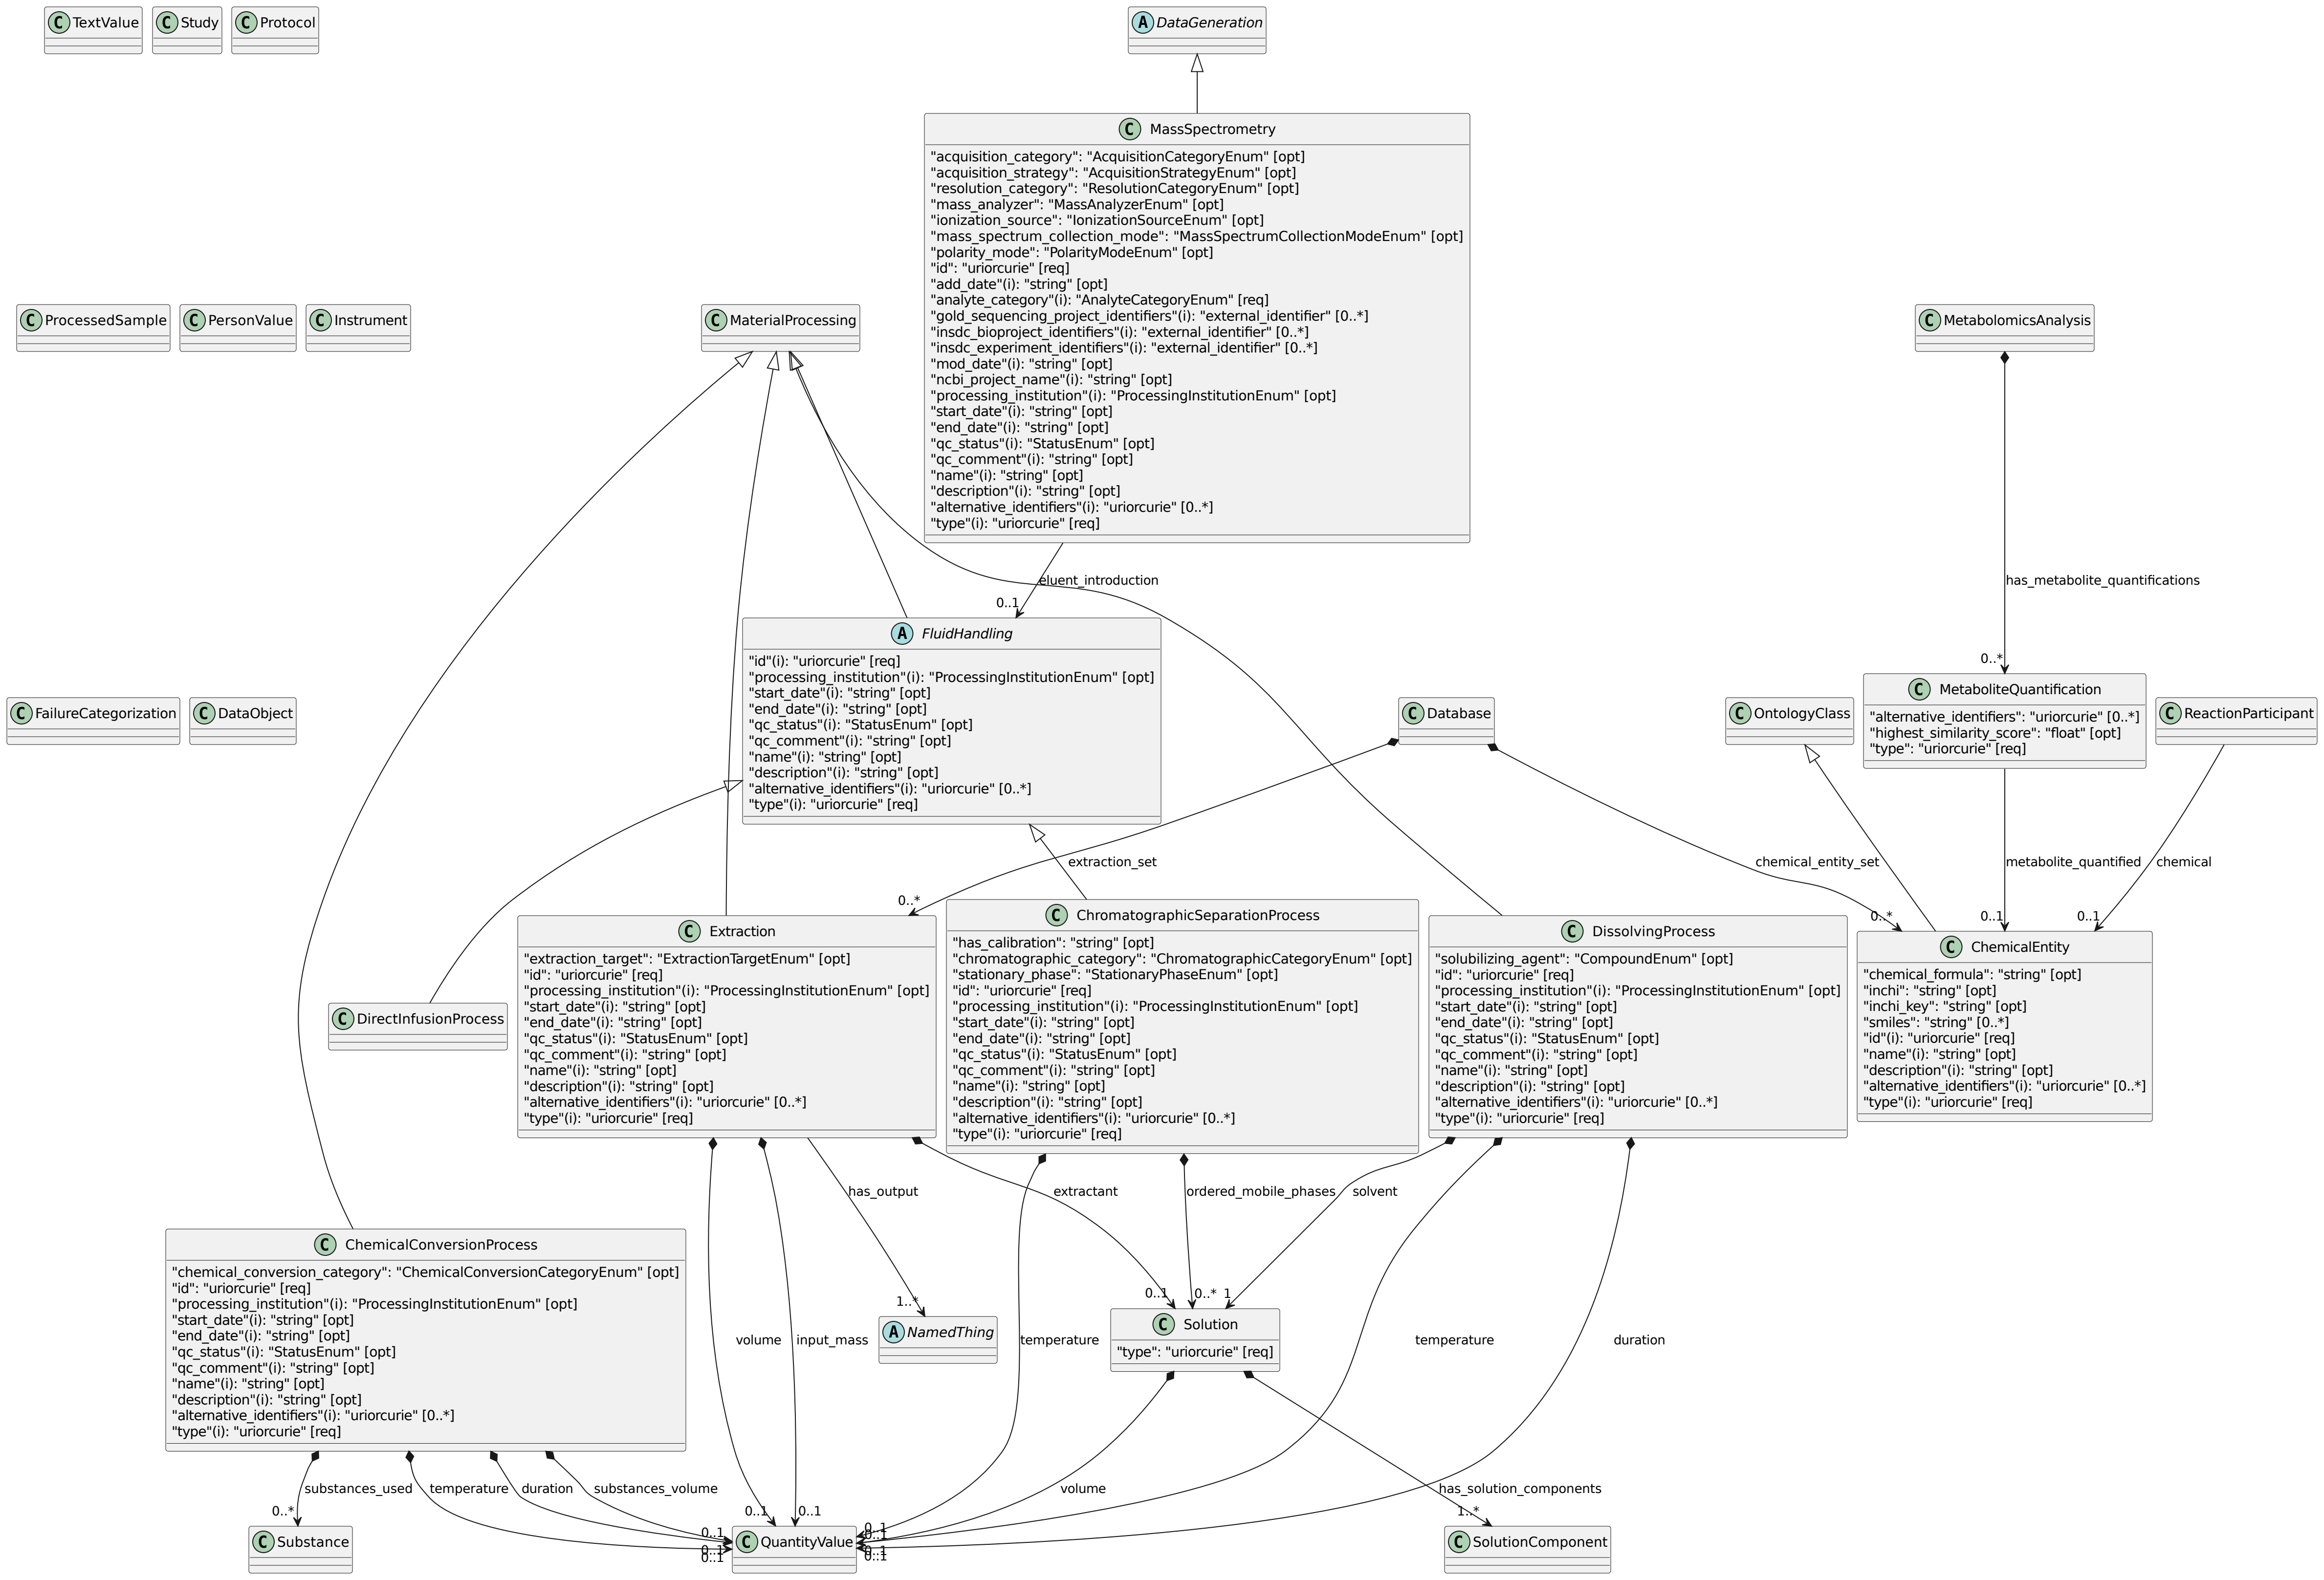 TextValue
Study
Protocol
DataGeneration
MassSpectrometry
"acquisition_category": "AcquisitionCategoryEnum" [opt]
"acquisition_strategy": "AcquisitionStrategyEnum" [opt]
"resolution_category": "ResolutionCategoryEnum" [opt]
"mass_analyzer": "MassAnalyzerEnum" [opt]
"ionization_source": "IonizationSourceEnum" [opt]
"mass_spectrum_collection_mode": "MassSpectrumCollectionModeEnum" [opt]
"polarity_mode": "PolarityModeEnum" [opt]
"id": "uriorcurie" [req]
"add_date"(i): "string" [opt]
"analyte_category"(i): "AnalyteCategoryEnum" [req]
"gold_sequencing_project_identifiers"(i): "external_identifier" [0..*]
"insdc_bioproject_identifiers"(i): "external_identifier" [0..*]
"insdc_experiment_identifiers"(i): "external_identifier" [0..*]
"mod_date"(i): "string" [opt]
"ncbi_project_name"(i): "string" [opt]
"processing_institution"(i): "ProcessingInstitutionEnum" [opt]
"start_date"(i): "string" [opt]
"end_date"(i): "string" [opt]
"qc_status"(i): "StatusEnum" [opt]
"qc_comment"(i): "string" [opt]
"name"(i): "string" [opt]
"description"(i): "string" [opt]
"alternative_identifiers"(i): "uriorcurie" [0..*]
"type"(i): "uriorcurie" [req]
ProcessedSample
PersonValue
Instrument
MaterialProcessing
MetabolomicsAnalysis
eluent_introduction
0..1
has_metabolite_quantifications
0..*
FluidHandling
"id"(i): "uriorcurie" [req]
"processing_institution"(i): "ProcessingInstitutionEnum" [opt]
"start_date"(i): "string" [opt]
"end_date"(i): "string" [opt]
"qc_status"(i): "StatusEnum" [opt]
"qc_comment"(i): "string" [opt]
"name"(i): "string" [opt]
"description"(i): "string" [opt]
"alternative_identifiers"(i): "uriorcurie" [0..*]
"type"(i): "uriorcurie" [req]
FailureCategorization
DataObject
Database
OntologyClass
MetaboliteQuantification
"alternative_identifiers": "uriorcurie" [0..*]
"highest_similarity_score": "float" [opt]
"type": "uriorcurie" [req]
ReactionParticipant
extraction_set
0..*
chemical_entity_set
0..*
metabolite_quantified
0..1
chemical
0..1
DirectInfusionProcess
Extraction
"extraction_target": "ExtractionTargetEnum" [opt]
"id": "uriorcurie" [req]
"processing_institution"(i): "ProcessingInstitutionEnum" [opt]
"start_date"(i): "string" [opt]
"end_date"(i): "string" [opt]
"qc_status"(i): "StatusEnum" [opt]
"qc_comment"(i): "string" [opt]
"name"(i): "string" [opt]
"description"(i): "string" [opt]
"alternative_identifiers"(i): "uriorcurie" [0..*]
"type"(i): "uriorcurie" [req]
ChromatographicSeparationProcess
"has_calibration": "string" [opt]
"chromatographic_category": "ChromatographicCategoryEnum" [opt]
"stationary_phase": "StationaryPhaseEnum" [opt]
"id": "uriorcurie" [req]
"processing_institution"(i): "ProcessingInstitutionEnum" [opt]
"start_date"(i): "string" [opt]
"end_date"(i): "string" [opt]
"qc_status"(i): "StatusEnum" [opt]
"qc_comment"(i): "string" [opt]
"name"(i): "string" [opt]
"description"(i): "string" [opt]
"alternative_identifiers"(i): "uriorcurie" [0..*]
"type"(i): "uriorcurie" [req]
DissolvingProcess
"solubilizing_agent": "CompoundEnum" [opt]
"id": "uriorcurie" [req]
"processing_institution"(i): "ProcessingInstitutionEnum" [opt]
"start_date"(i): "string" [opt]
"end_date"(i): "string" [opt]
"qc_status"(i): "StatusEnum" [opt]
"qc_comment"(i): "string" [opt]
"name"(i): "string" [opt]
"description"(i): "string" [opt]
"alternative_identifiers"(i): "uriorcurie" [0..*]
"type"(i): "uriorcurie" [req]
ChemicalEntity
"chemical_formula": "string" [opt]
"inchi": "string" [opt]
"inchi_key": "string" [opt]
"smiles": "string" [0..*]
"id"(i): "uriorcurie" [req]
"name"(i): "string" [opt]
"description"(i): "string" [opt]
"alternative_identifiers"(i): "uriorcurie" [0..*]
"type"(i): "uriorcurie" [req]
has_output
1..*
extractant
0..1
ordered_mobile_phases
0..*
solvent
1
ChemicalConversionProcess
"chemical_conversion_category": "ChemicalConversionCategoryEnum" [opt]
"id": "uriorcurie" [req]
"processing_institution"(i): "ProcessingInstitutionEnum" [opt]
"start_date"(i): "string" [opt]
"end_date"(i): "string" [opt]
"qc_status"(i): "StatusEnum" [opt]
"qc_comment"(i): "string" [opt]
"name"(i): "string" [opt]
"description"(i): "string" [opt]
"alternative_identifiers"(i): "uriorcurie" [0..*]
"type"(i): "uriorcurie" [req]
volume
0..1
input_mass
0..1
NamedThing
temperature
0..1
Solution
"type": "uriorcurie" [req]
temperature
0..1
duration
0..1
substances_used
0..*
temperature
0..1
duration
0..1
substances_volume
0..1
volume
0..1
has_solution_components
1..*
Substance
QuantityValue
SolutionComponent